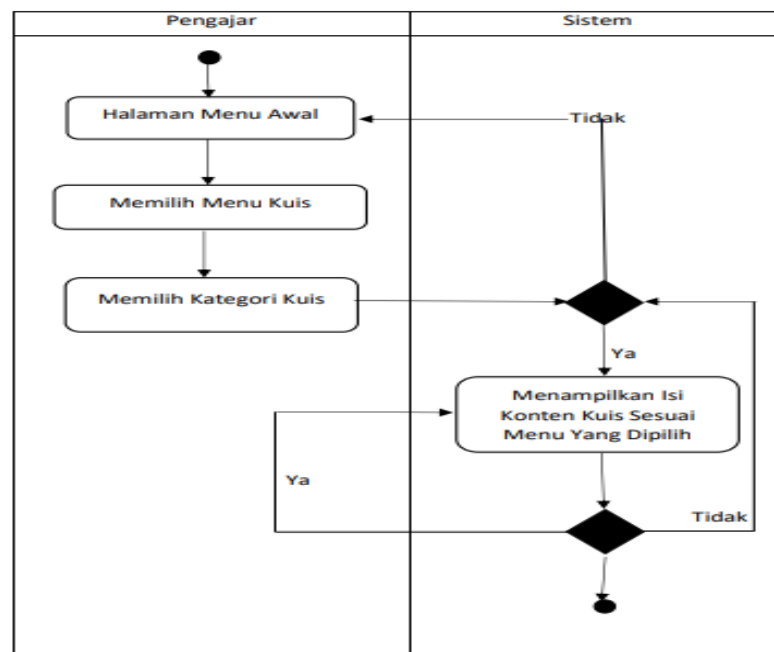 Pengajar
Sistem
Halaman Menu Awal
Tidak
Memilih Menu Kuis
Memilih Kategori Kuis
Ya
Menampilkan Isi
Konten Kuis Sesuai
Menu Yang Dipilih
Ya
Tidak